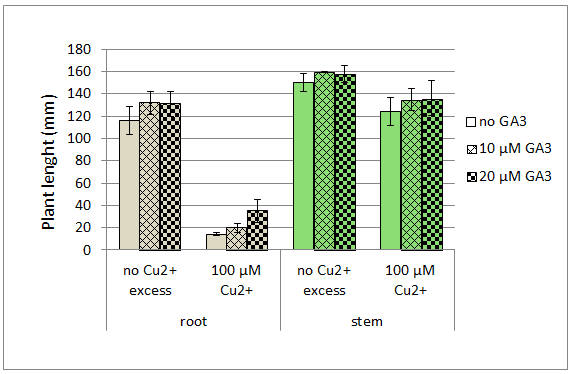 180
160
140
120
100
80
60
40
20
0
Plant lenght (mm)
no Cu2+ excess
100 µM Cu2+
no Cu2+ excess
100 µM Cu2+
root
stem
no GA3
10 µM GA3
20 µM GA3